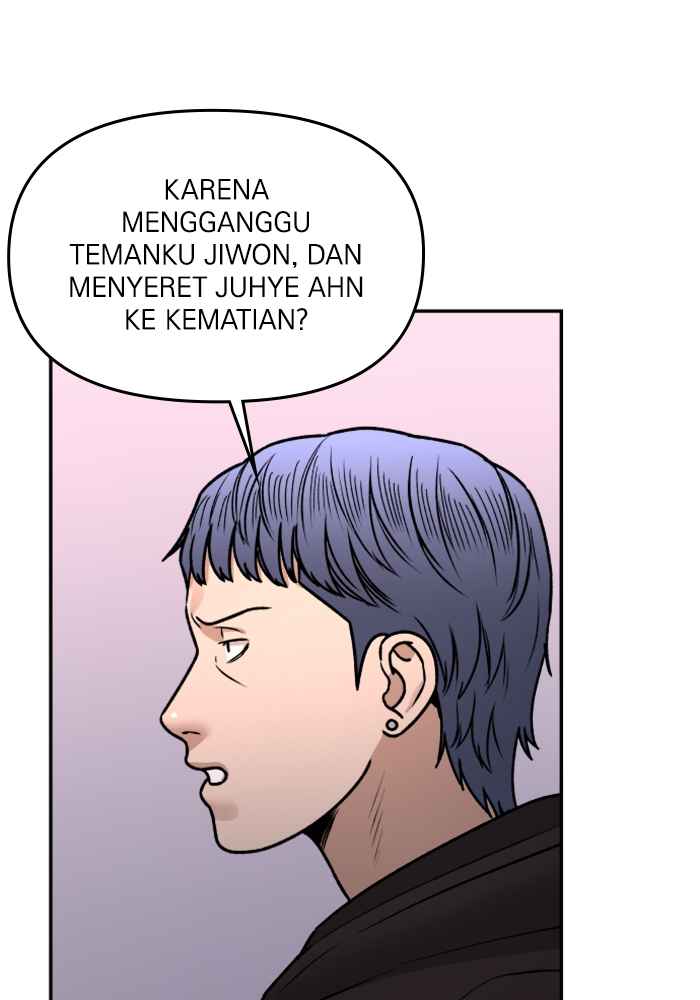 KARENA
MENGGANGGU
TEMANKU JIWON, DAN
MENYERET JUHYE AHN
KE KEMATIAN?